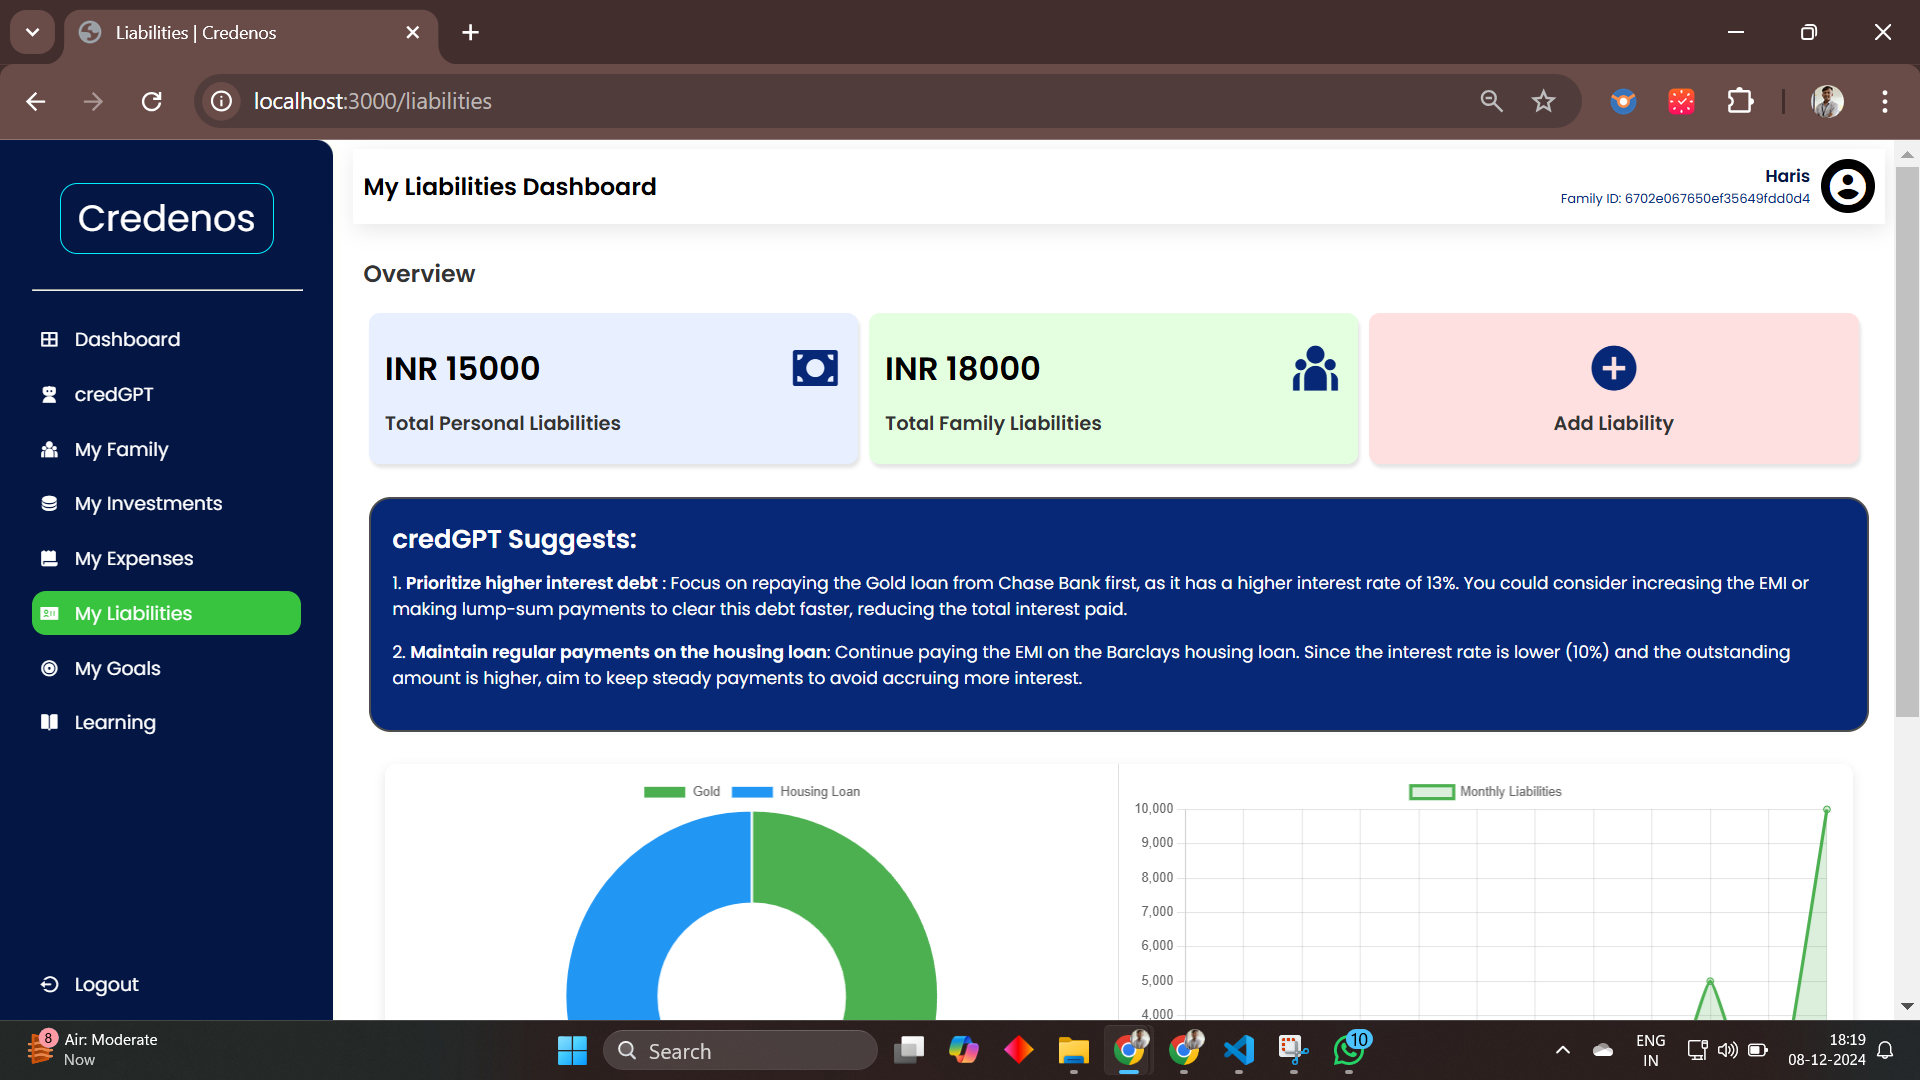 Liabilities | Credenos
localhost:3000/liabilities
Credenos
Dashboard
credGPT
My Family
My Investments
My Expenses
My Liabilities
My Goals
Learning
Logout
My Liabilities Dashboard
Haris
Family ID: 6702e067650ef35649fdd0d4
Overview
INR 15000
Total Personal Liabilities
INR 18000
Total Family Liabilities
Add Liability
credGPT Suggests:
1. Prioritize higher interest debt : Focus on repaying the Gold loan from Chase Bank first, as it has a higher interest rate of 13%. You could consider increasing the EMI or
making lump-sum payments to clear this debt faster, reducing the total interest paid.
2. Maintain regular payments on the housing loan: Continue paying the EMI on the Barclays housing loan. Since the interest rate is lower (10%) and the outstanding
amount is higher, aim to keep steady payments to avoid accruing more interest.
Gold Housing Loan
Monthly Liabilities
10,000
9,000
8,000
7,000
6,000
5,000
4,000
8
Air: Moderate
Now
Search
10
ENG
IN
18:19
08-12-2024